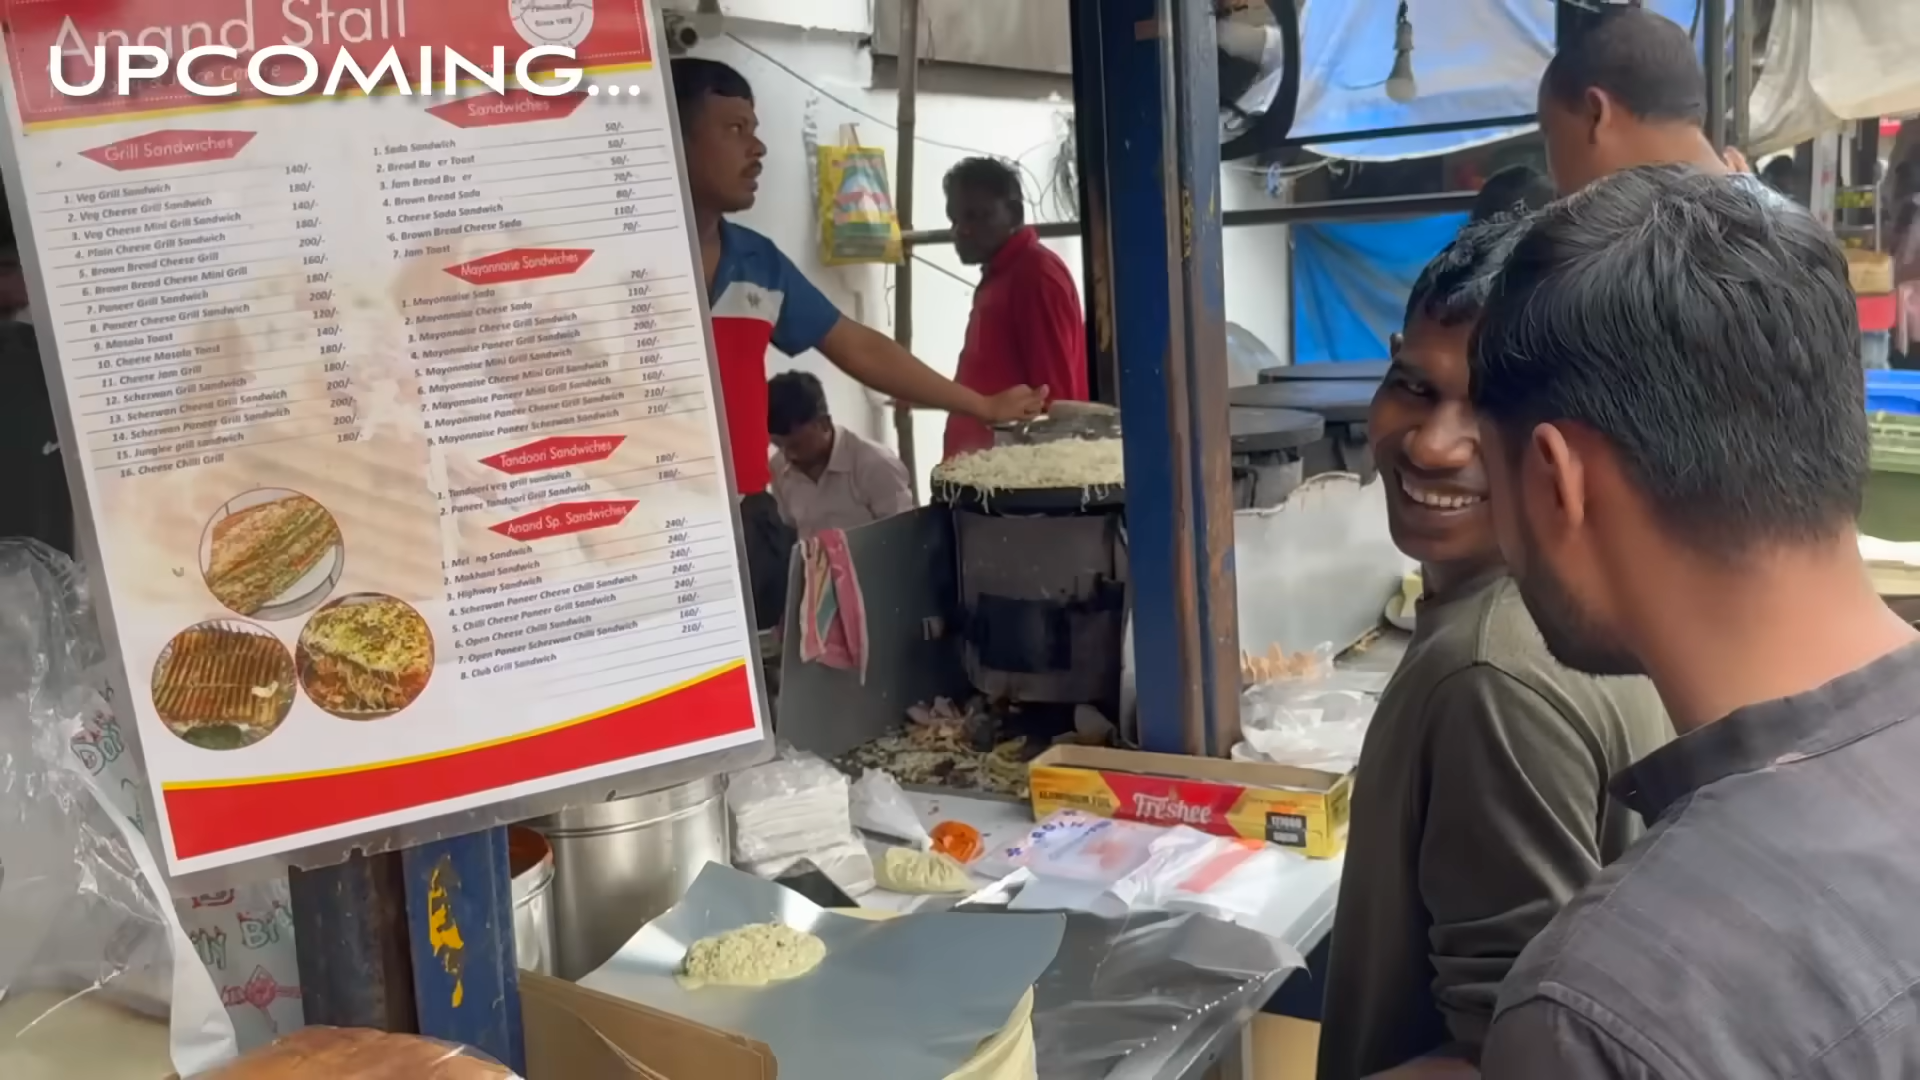 Anand Stall
Since 1979
UPCOMING...
Grill Sandwiches
1. Veg Grill Sandwich 140/-
2. Veg Cheese Grill Sandwich 180/-
3. Veg Cheese Mini Grill Sandwich 140/-
4. Plain Cheese Grill Sandwich 180/-
5. Brown Bread Cheese Grill 200/-
6. Brown Bread Cheese Mini Grill 160/-
7. Paneer Grill Sandwich 180/-
8. Paneer Cheese Grill Sandwich 200/-
9. Masala Toast 120/-
10. Cheese Masala Toast 140/-
11. Cheese Jam Grill 180/-
12. Schezwan Grill Sandwich 180/-
13. Schezwan Cheese Grill Sandwich 200/-
14. Schezwan Paneer Grill Sandwich 200/-
15. Junglee grill sandwich 200/-
16. Cheese Chilli Grill 180/-
Sandwiches
1. Sada Sandwich 50/-
2. Bread Bu er Toast 50/-
3. Jam Bread Bu er 50/-
4. Brown Bread Sada 70/-
5. Cheese Sada Sandwich 80/-
6. Brown Bread Cheese Sada 110/-
7. Jam Toast 70/-
Mayonnaise Sandwiches
1. Mayonnaise Sada 70/-
2. Mayonnaise Cheese Sada 110/-
3. Mayonnaise Cheese Grill Sandwich 200/-
4. Mayonnaise Paneer Grill Sandwich 200/-
5. Mayonnaise Mini Grill Sandwich 160/-
6. Mayonnaise Cheese Mini Grill Sandwich 160/-
7. Mayonnaise Paneer Mini Grill Sandwich 160/-
8. Mayonnaise Paneer Cheese Grill Sandwich 210/-
9. Mayonnaise Paneer Schezwan Sandwich 210/-
Tandoori Sandwiches
1. Tandoori veg grill sandwich 180/-
2. Paneer Tandoori Grill Sandwich 180/-
Anand Sp. Sandwiches
1. Mel ng Sandwich 240/-
2. Makhani Sandwich 240/-
3. Highway Sandwich 240/-
4. Schezwan Paneer Cheese Chilli Sandwich 240/-
5. Chilli Cheese Paneer Grill Sandwich 240/-
6. Open Cheese Chilli Sandwich 160/-
7. Open Paneer Schezwan Chilli Sandwich 160/-
8. Club Grill Sandwich 210/-
ALUMINIUM FOIL
Freshee